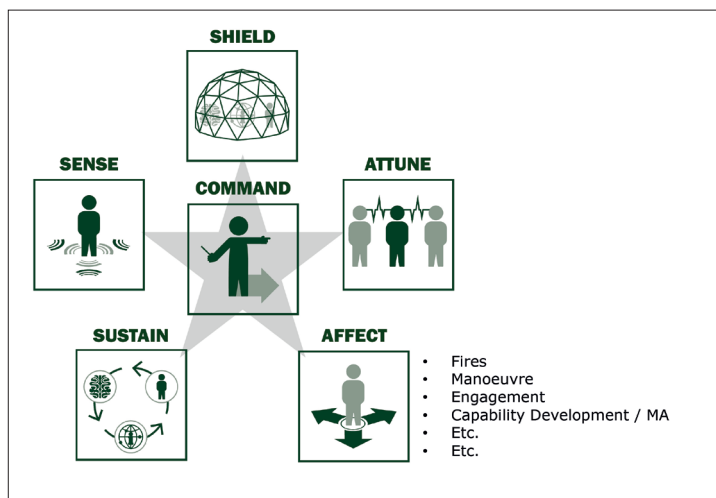 SHIELD
SENSE
ATTUNE
COMMAND
SUSTAIN
AFFECT
• Fires
• Manoeuvre
• Engagement
• Capability Development / MA
• Etc.
• Etc.